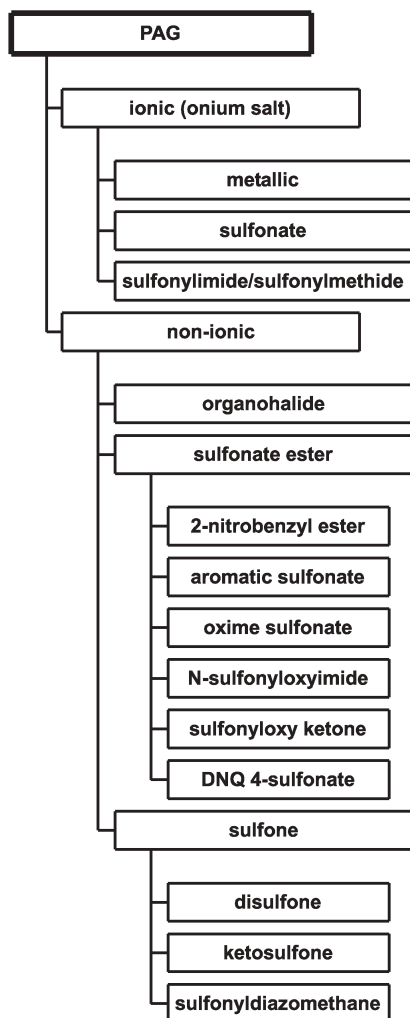 PAG
ionic (onium salt)
metallic
sulfonate
sulfonylimide/sulfonylmethide
non-ionic
organohalide
sulfonate ester
2-nitrobenzyl ester
aromatic sulfonate
oxime sulfonate
N-sulfonyloxyimide
sulfonyloxy ketone
DNQ 4-sulfonate
sulfone
disulfone
ketosulfone
sulfonyldiazomethane